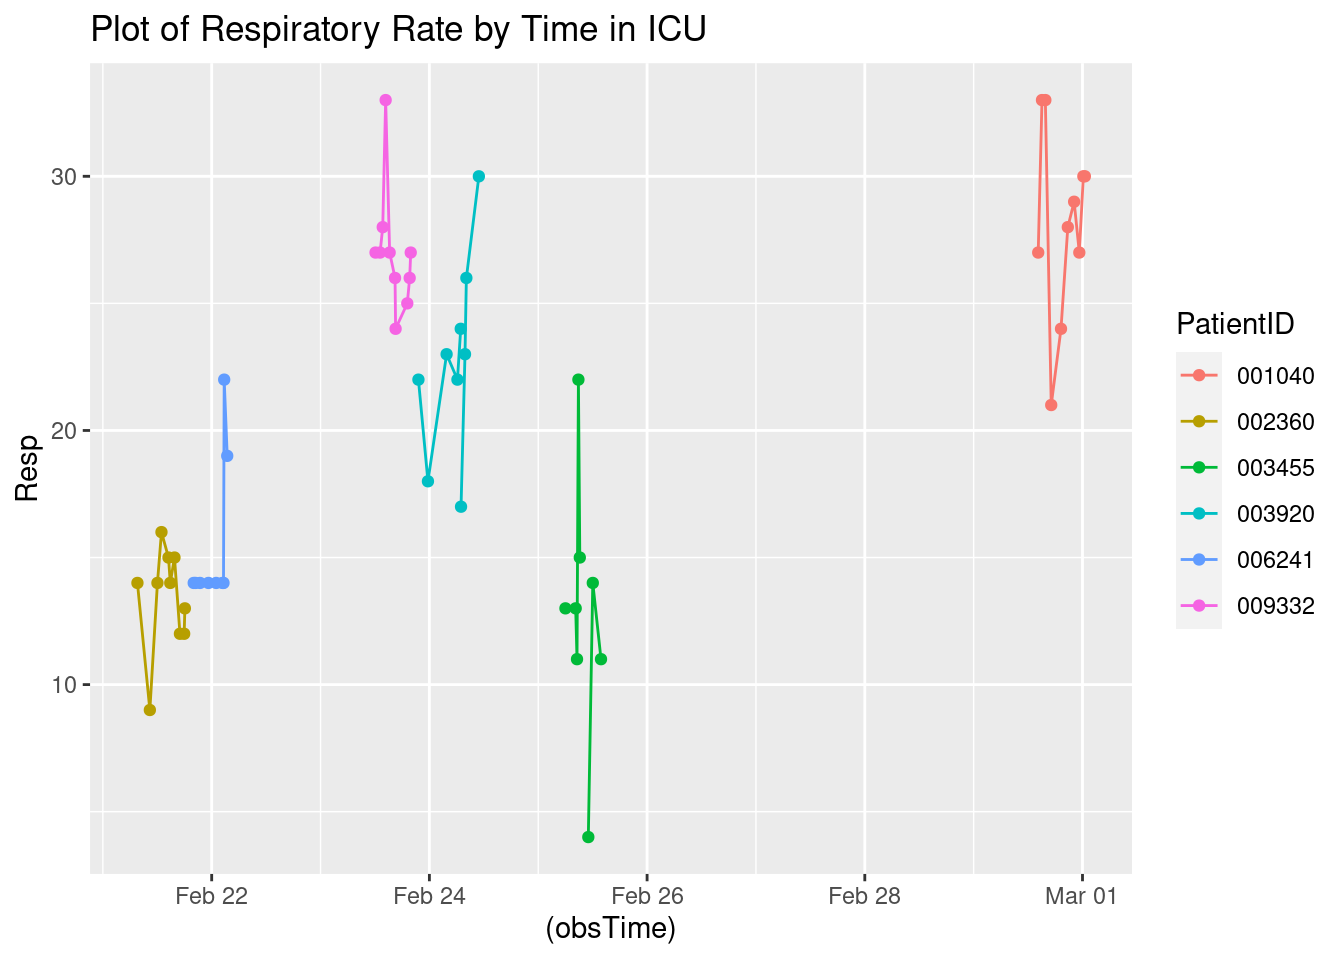 Plot of Respiratory Rate by Time in ICU
Resp
30
20
10
Feb 22
Feb 24
Feb 26
Feb 28
Mar 01
(obsTime)
PatientID
001040
002360
003455
003920
006241
009332